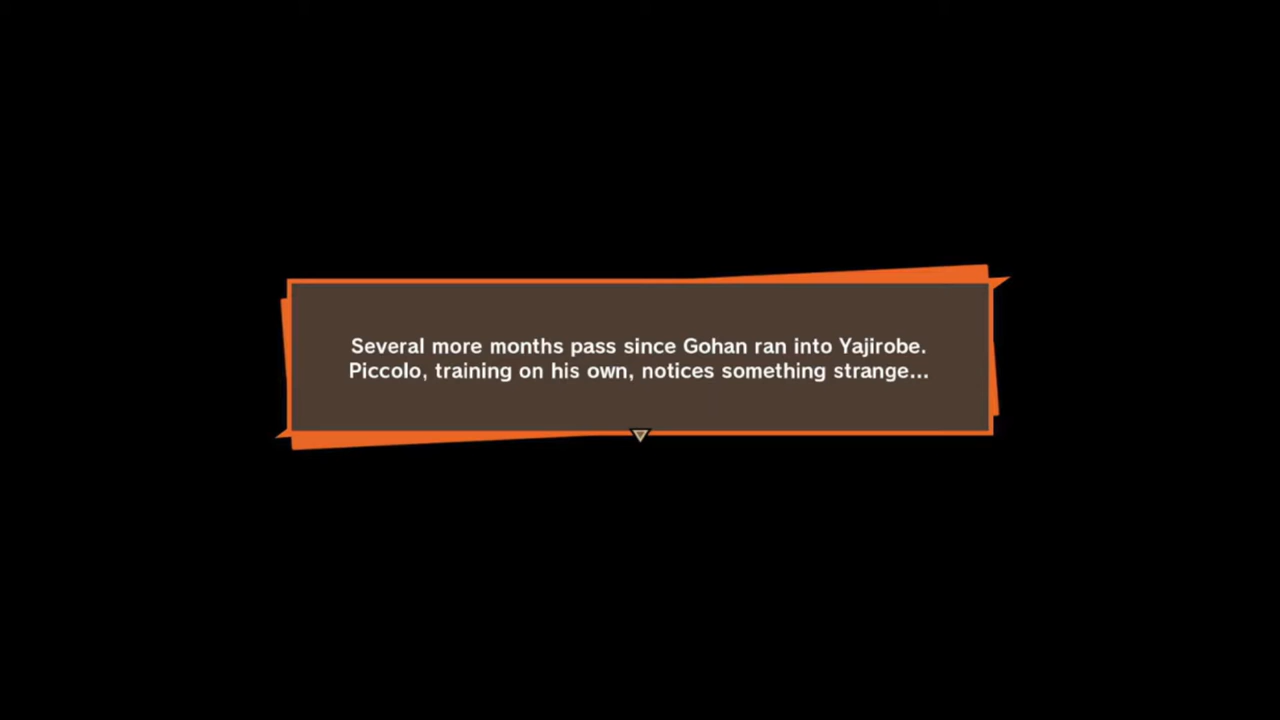 Several more months pass since Gohan ran into Yajirobe.
Piccolo, training on his own, notices something strange...